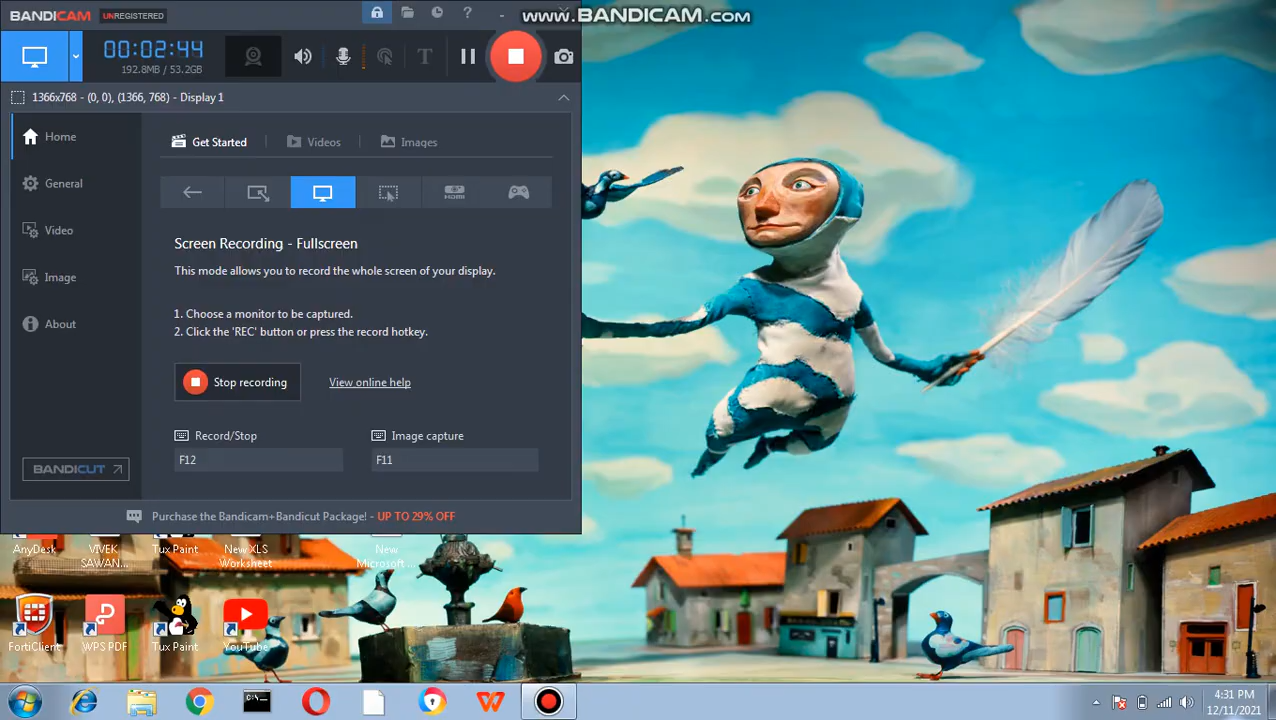 BANDICAM UNREGISTERED
www.BANDICAM.com
00:02:44
192.8MB / 53.2GB
1366x768 - (0, 0), (1366, 768) - Display 1
Home
General
Video
Image
About
BANDICUT
Get Started
Videos
Images
HDMI
Screen Recording - Fullscreen
This mode allows you to record the whole screen of your display.
1. Choose a monitor to be captured.
2. Click the 'REC' button or press the record hotkey.
Stop recording
View online help
Record/Stop
Image capture
F12
F11
Purchase the Bandicam+Bandicut Package! - UP TO 29% OFF
AnyDesk
VIVEK
SAWAN...
Tux Paint
New XLS
Worksheet
New
Microsoft ...
FortiClient
WPS PDF
Tux Paint
YouTube
4:31 PM
12/11/2021